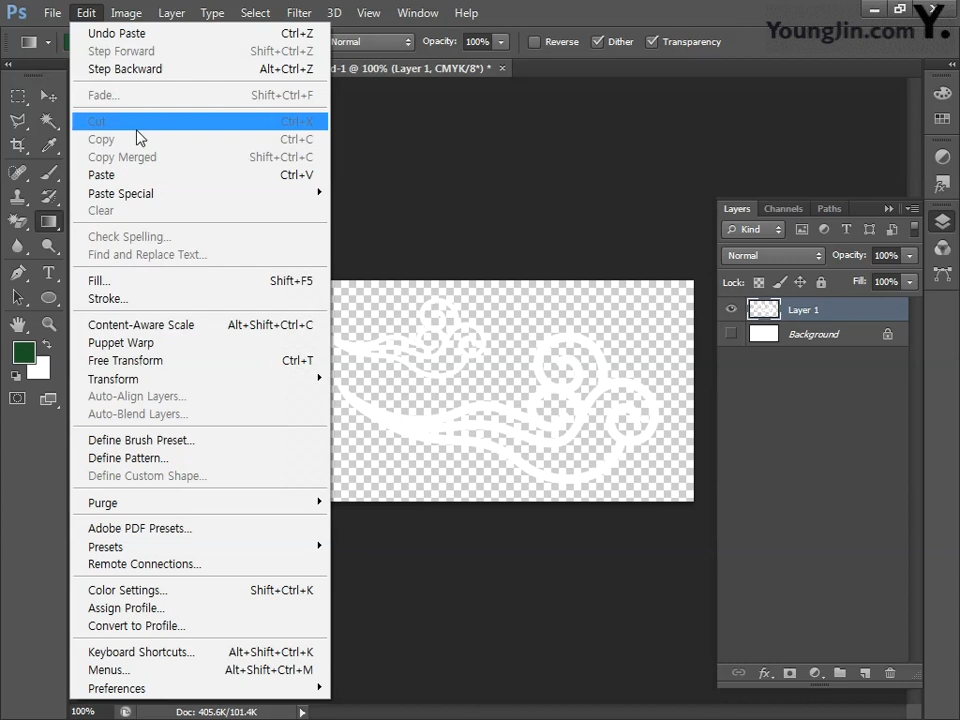 Ps File Edit Image Layer Type Select Filter 3D View Window Help
YoungJin.com Y.
Normal Opacity: 100% Reverse Dither Transparency
d-1 @ 100% (Layer 1, CMYK/8*) *
Undo Paste Ctrl+Z
Step Forward Shift+Ctrl+Z
Step Backward Alt+Ctrl+Z
Fade... Shift+Ctrl+F
Cut Ctrl+X
Copy Ctrl+C
Copy Merged Shift+Ctrl+C
Paste Ctrl+V
Paste Special
Clear
Check Spelling...
Find and Replace Text...
Fill... Shift+F5
Stroke...
Content-Aware Scale Alt+Shift+Ctrl+C
Puppet Warp
Free Transform Ctrl+T
Transform
Auto-Align Layers...
Auto-Blend Layers...
Define Brush Preset...
Define Pattern...
Define Custom Shape...
Purge
Adobe PDF Presets...
Presets
Remote Connections...
Color Settings... Shift+Ctrl+K
Assign Profile...
Convert to Profile...
Keyboard Shortcuts... Alt+Shift+Ctrl+K
Menus... Alt+Shift+Ctrl+M
Preferences
Layers Channels Paths
Kind
Normal Opacity: 100%
Lock: Fill: 100%
Layer 1
Background
fx
100% Doc: 405.6K/101.4K